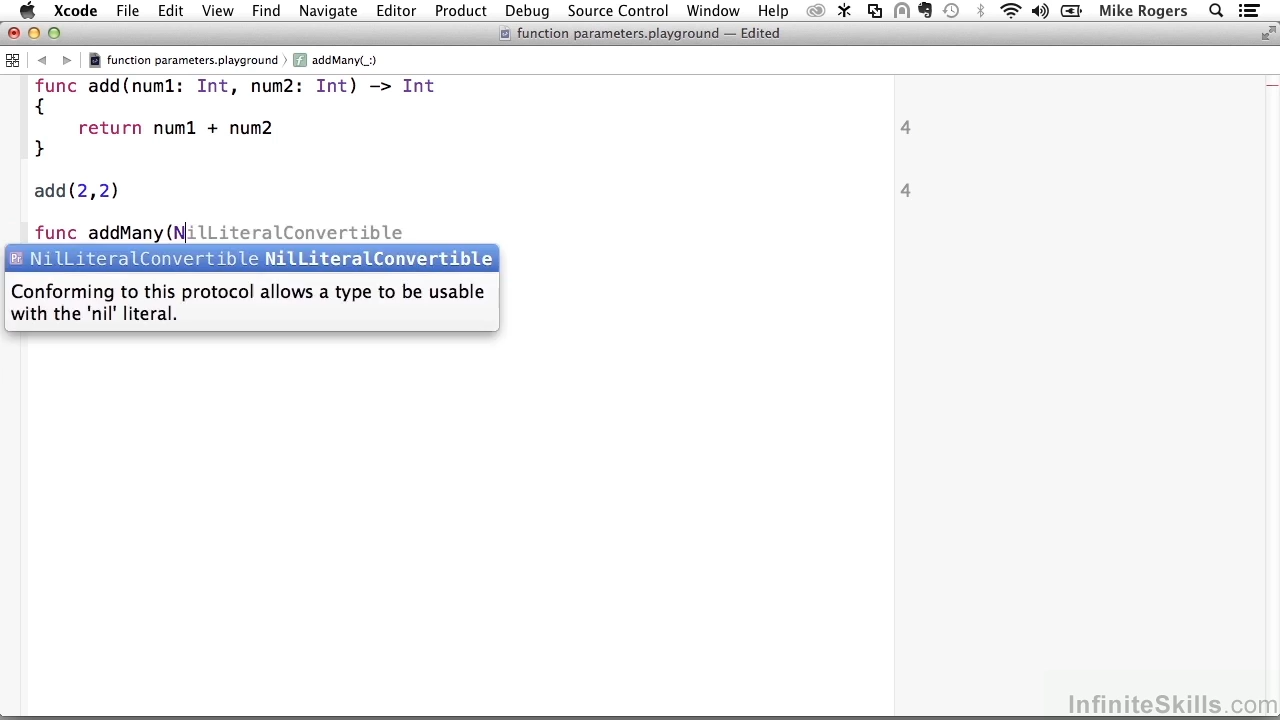 Xcode File Edit View Find Navigate Editor Product Debug Source Control Window Help Mike Rogers
function parameters.playground — Edited
function parameters.playground addMany(_:)
func add(num1: Int, num2: Int) -> Int
{
return num1 + num2 4
}
add(2,2) 4
func addMany(NilLiteralConvertible
Pr NilLiteralConvertible NilLiteralConvertible
Conforming to this protocol allows a type to be usable
with the 'nil' literal.
InfiniteSkills.com